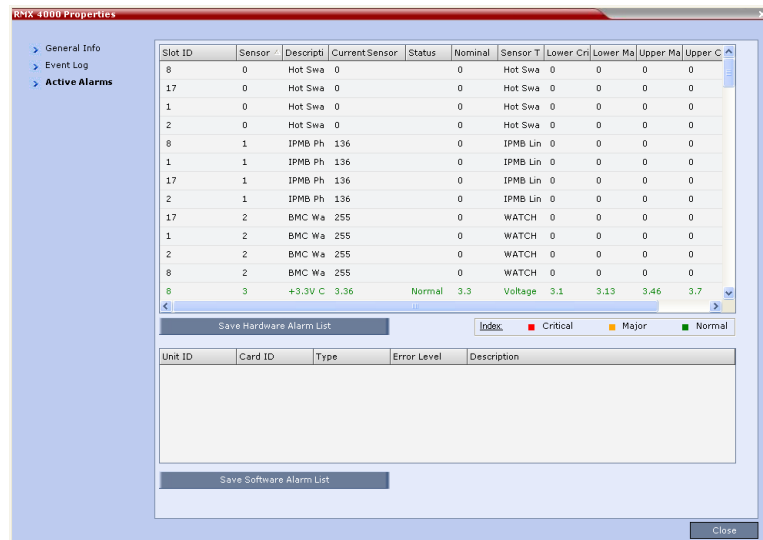 RMX 4000 Properties
General Info
Event Log
Active Alarms
Slot ID Sensor Descripti Current Sensor Status Nominal Sensor T Lower Cri Lower Ma Upper Ma Upper C
8 0 Hot Swa 0 0 Hot Swa 0 0 0 0
17 0 Hot Swa 0 0 Hot Swa 0 0 0 0
1 0 Hot Swa 0 0 Hot Swa 0 0 0 0
2 0 Hot Swa 0 0 Hot Swa 0 0 0 0
8 1 IPMB Ph 136 0 IPMB Lin 0 0 0 0
1 1 IPMB Ph 136 0 IPMB Lin 0 0 0 0
17 1 IPMB Ph 136 0 IPMB Lin 0 0 0 0
2 1 IPMB Ph 136 0 IPMB Lin 0 0 0 0
17 2 BMC Wa 255 0 WATCH 0 0 0 0
1 2 BMC Wa 255 0 WATCH 0 0 0 0
2 2 BMC Wa 255 0 WATCH 0 0 0 0
8 2 BMC Wa 255 0 WATCH 0 0 0 0
8 3 +3.3V C 3.36 Normal 3.3 Voltage 3.1 3.13 3.46 3.7
Save Hardware Alarm List
Index. Critical Major Normal
Unit ID Card ID Type Error Level Description
Save Software Alarm List
Close